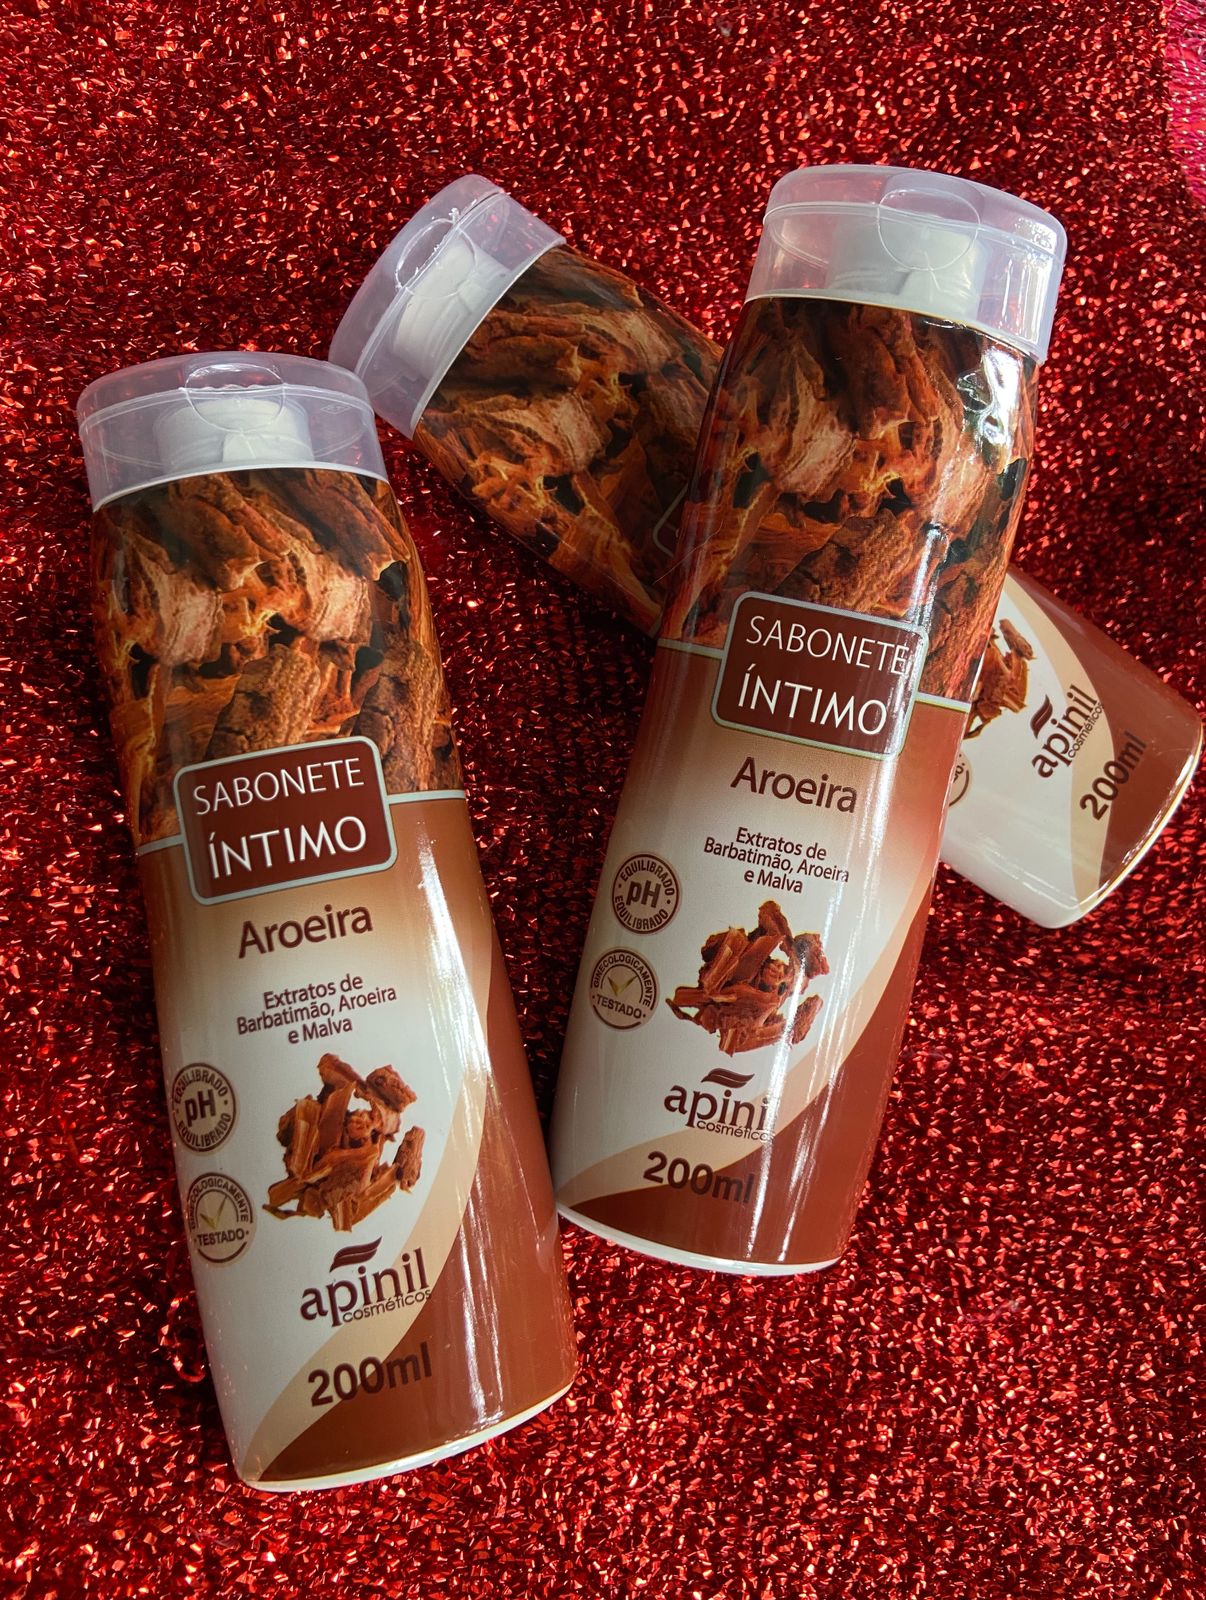 SABONETE
ÍNTIMO
Aroeira
Extratos de
Barbatimão, Aroeira
e Malva
EQUILIBRADO
pH
EQUILIBRADO
GINECOLOGICAMENTE
TESTADO
apinil
cosméticos
200ml
SABONETE
ÍNTIMO
Aroeira
Extratos de
Barbatimão, Aroeira
e Malva
EQUILIBRADO
pH
EQUILIBRADO
GINECOLOGICAMENTE
TESTADO
apinil
cosméticos
200ml
apinil
cosméticos
200ml